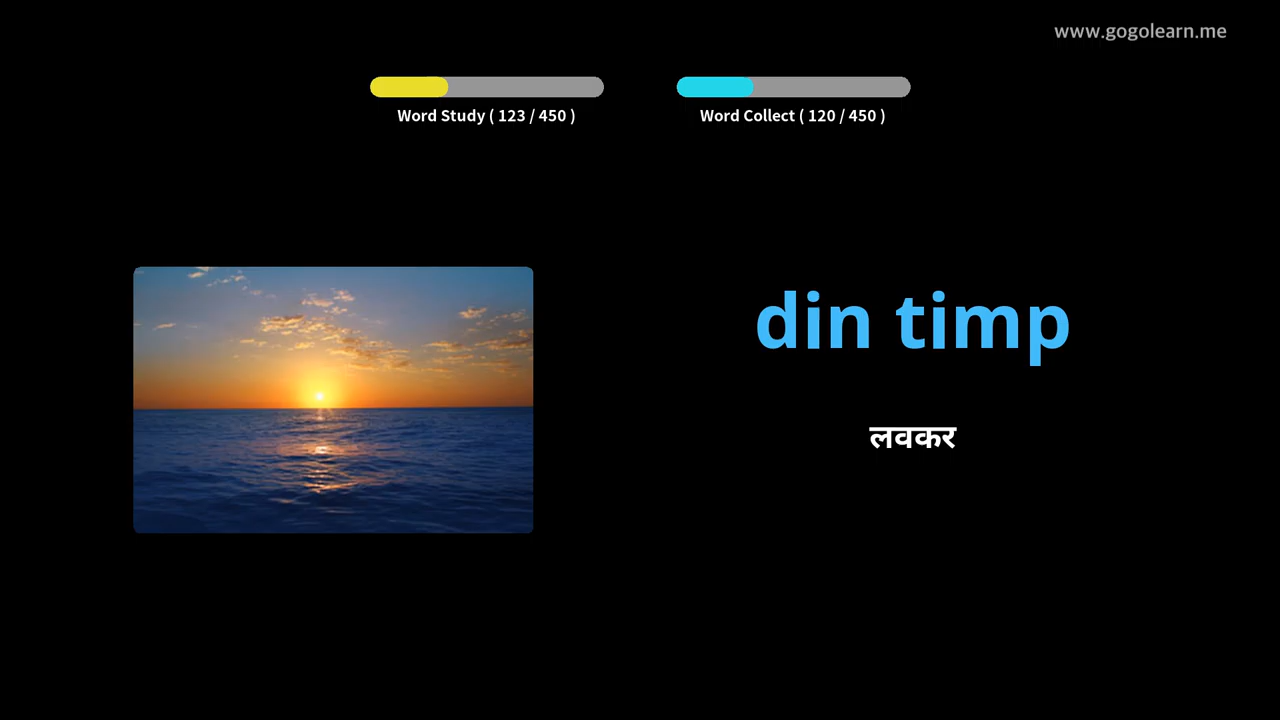 www.gogolearn.me
Word Study ( 123 / 450 )
Word Collect ( 120 / 450 )
din timp
लवकर